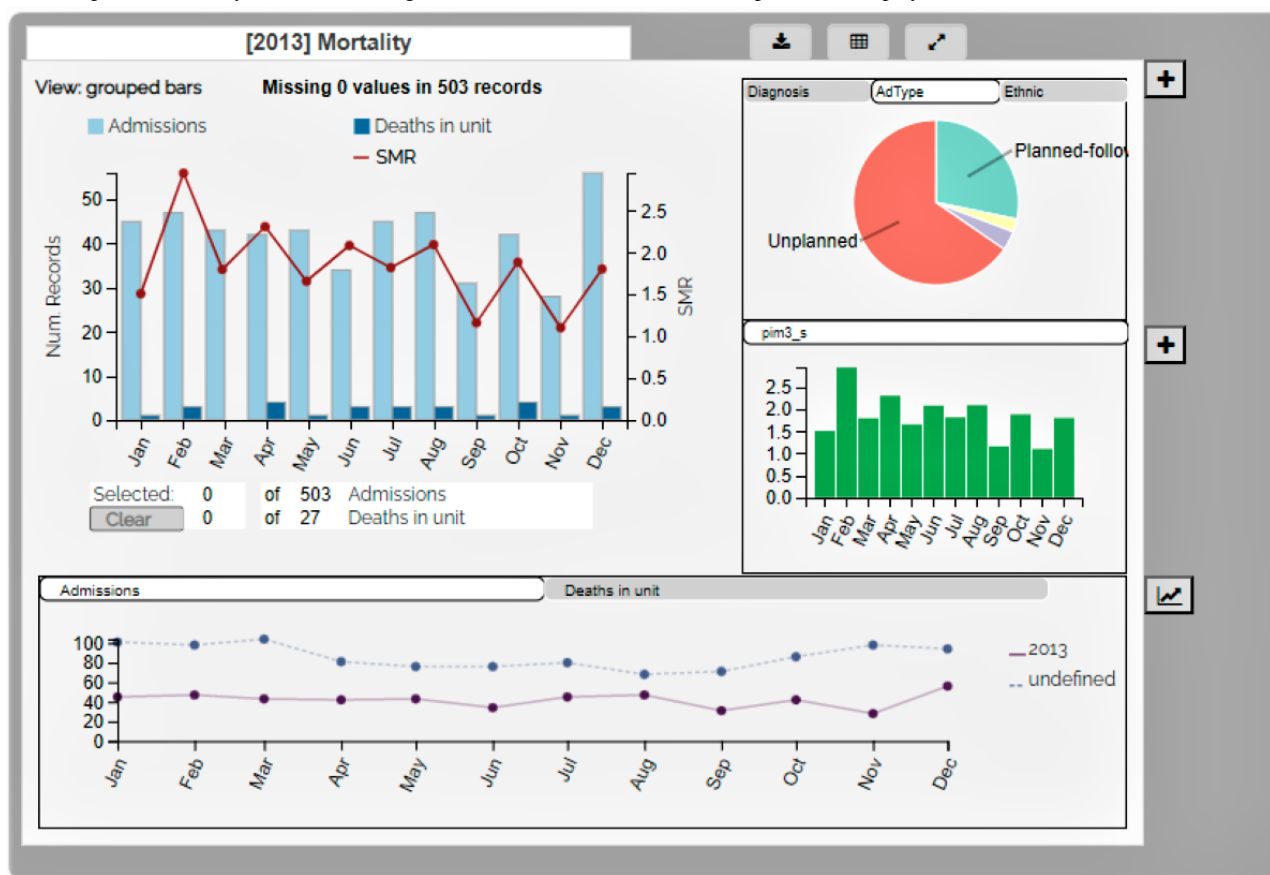 [2013] Mortality
View: grouped bars
Missing 0 values in 503 records
Admissions
Deaths in unit
SMR
Num. Records
50
40
30
20
10
0
2.5
2.0
1.5
1.0
0.5
0.0
SMR
Jan Feb Mar Apr May Jun Jul Aug Sep Oct Nov Dec
Selected: 0 of 503 Admissions
Clear 0 of 27 Deaths in unit
Diagnosis AdType Ethnic
Planned-follow
Unplanned
pim3_s
2.5
2.0
1.5
1.0
0.5
0.0
Jan Feb Mar Apr May Jun Jul Aug Sep Oct Nov Dec
Admissions Deaths in unit
100
80
60
40
20
0
Jan Feb Mar Apr May Jun Jul Aug Sep Oct Nov Dec
2013
undefined